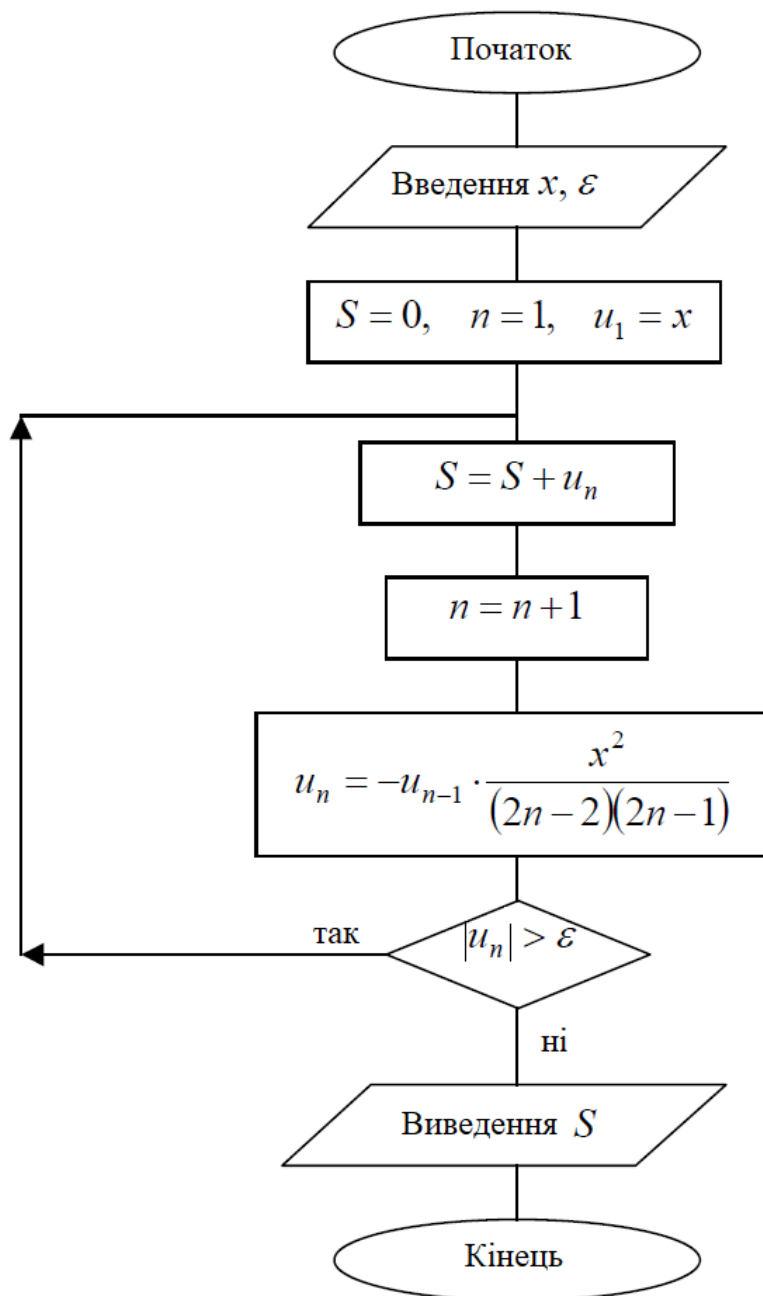 Початок
Введення x, ε
S = 0, n = 1, u₁ = x
S = S + uₙ
n = n + 1
uₙ = −uₙ₋₁ · x² / (2n − 2)(2n − 1)
|uₙ| > ε
так
ні
Виведення S
Кінець